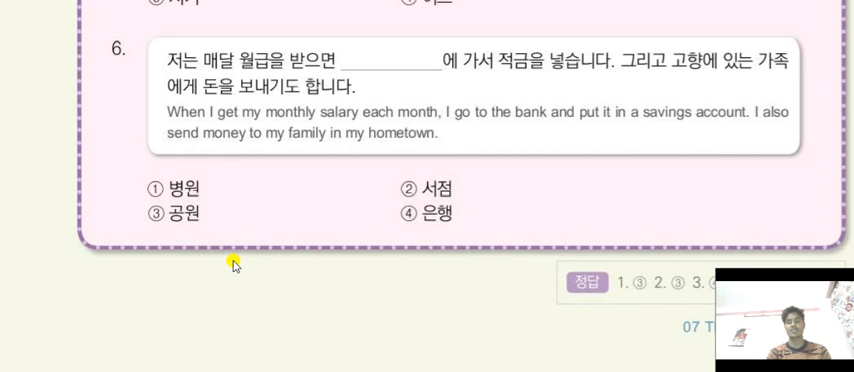 6.
저는 매달 월급을 받으면 __________에 가서 적금을 넣습니다. 그리고 고향에 있는 가족
에게 돈을 보내기도 합니다.
When I get my monthly salary each month, I go to the bank and put it in a savings account. I also
send money to my family in my hometown.
① 병원 ② 서점
③ 공원 ④ 은행
정답 1. ③ 2. ③ 3.
07